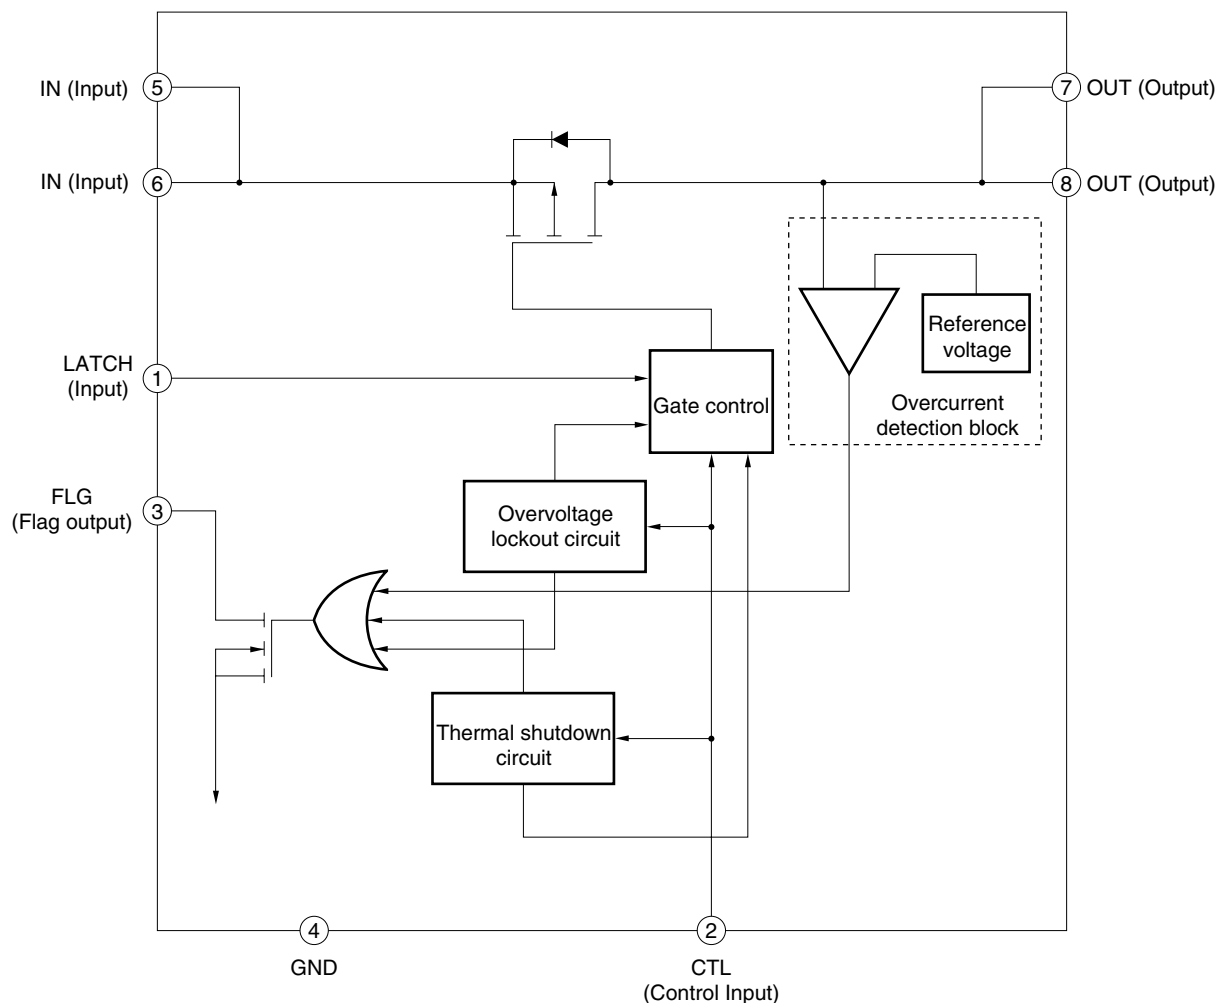 IN (Input)
5
7
OUT (Output)
IN (Input)
6
8
OUT (Output)
Reference
voltage
LATCH
(Input)
1
Gate control
Overcurrent
detection block
FLG
(Flag output)
3
Overvoltage
lockout circuit
Thermal shutdown
circuit
4
GND
2
CTL
(Control Input)